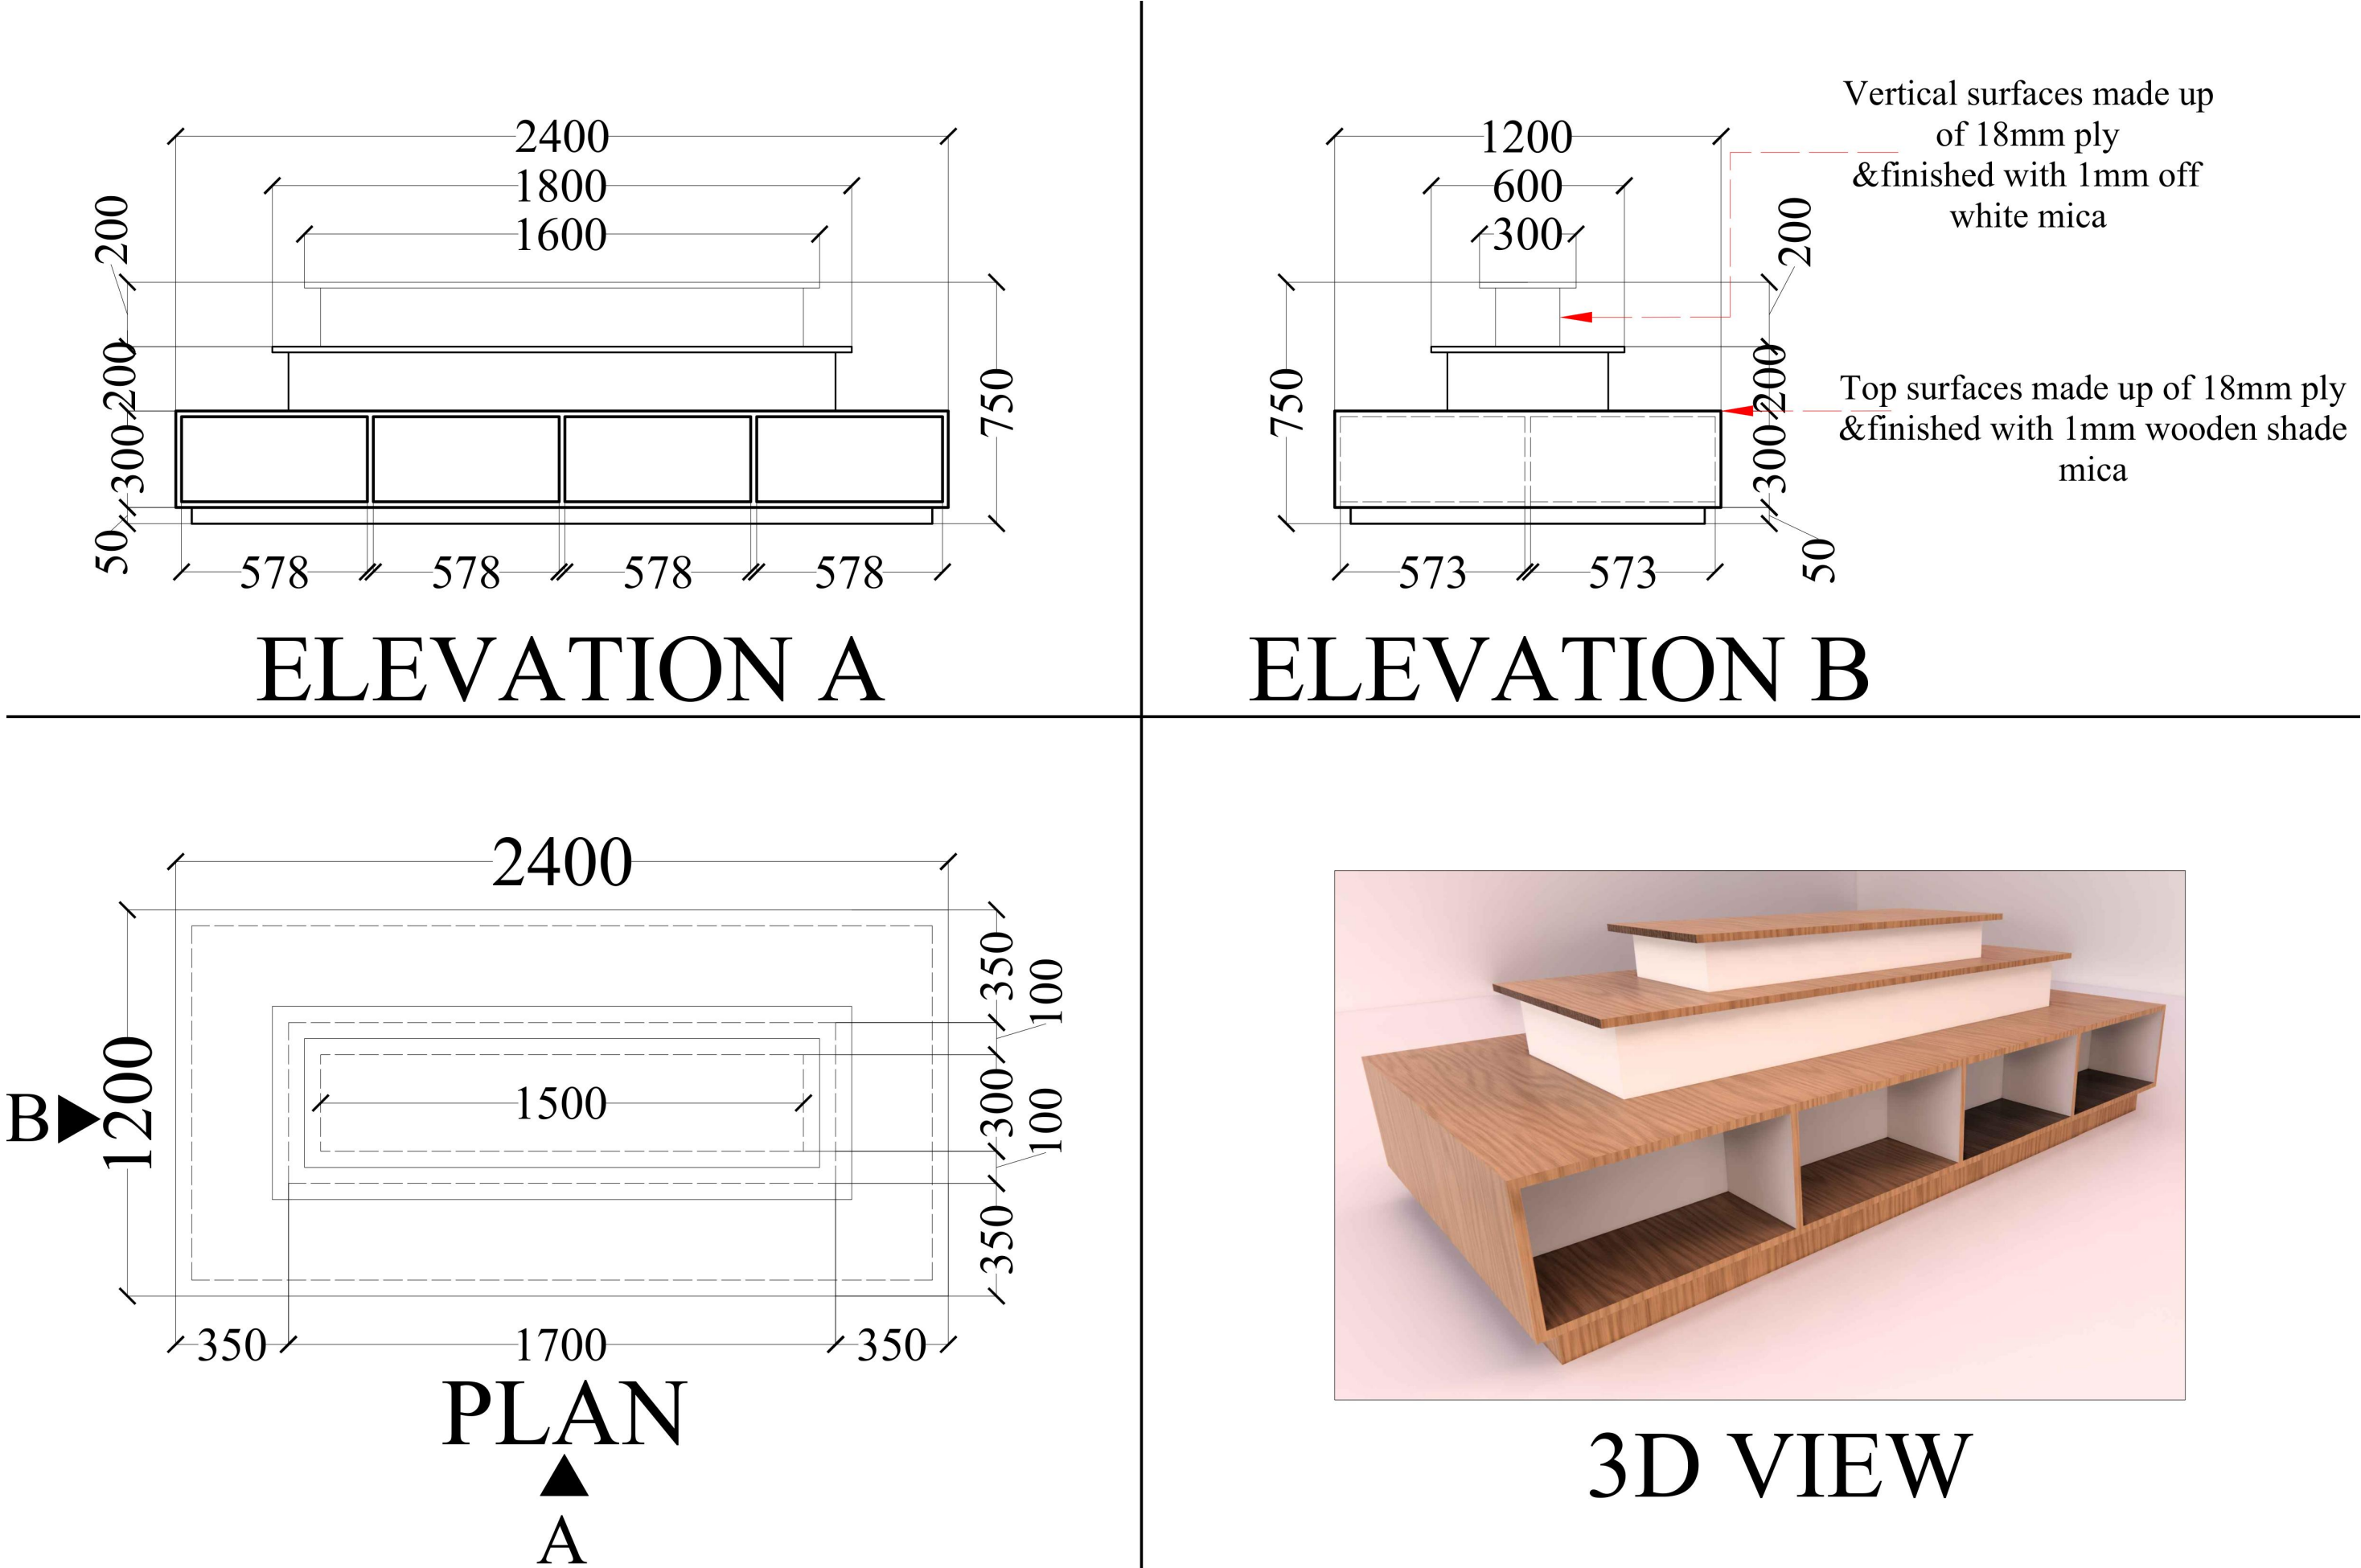 2400
1800
1600
200
200
300
50
750
578
578
578
578
ELEVATION A
1200
600
300
750
200
200
300
50
573
573
Vertical surfaces made up
of 18mm ply
&finished with 1mm off
white mica
Top surfaces made up of 18mm ply
&finished with 1mm wooden shade
mica
ELEVATION B
2400
1200
B
1500
350
100
300
100
350
350
1700
350
PLAN
A
3D VIEW